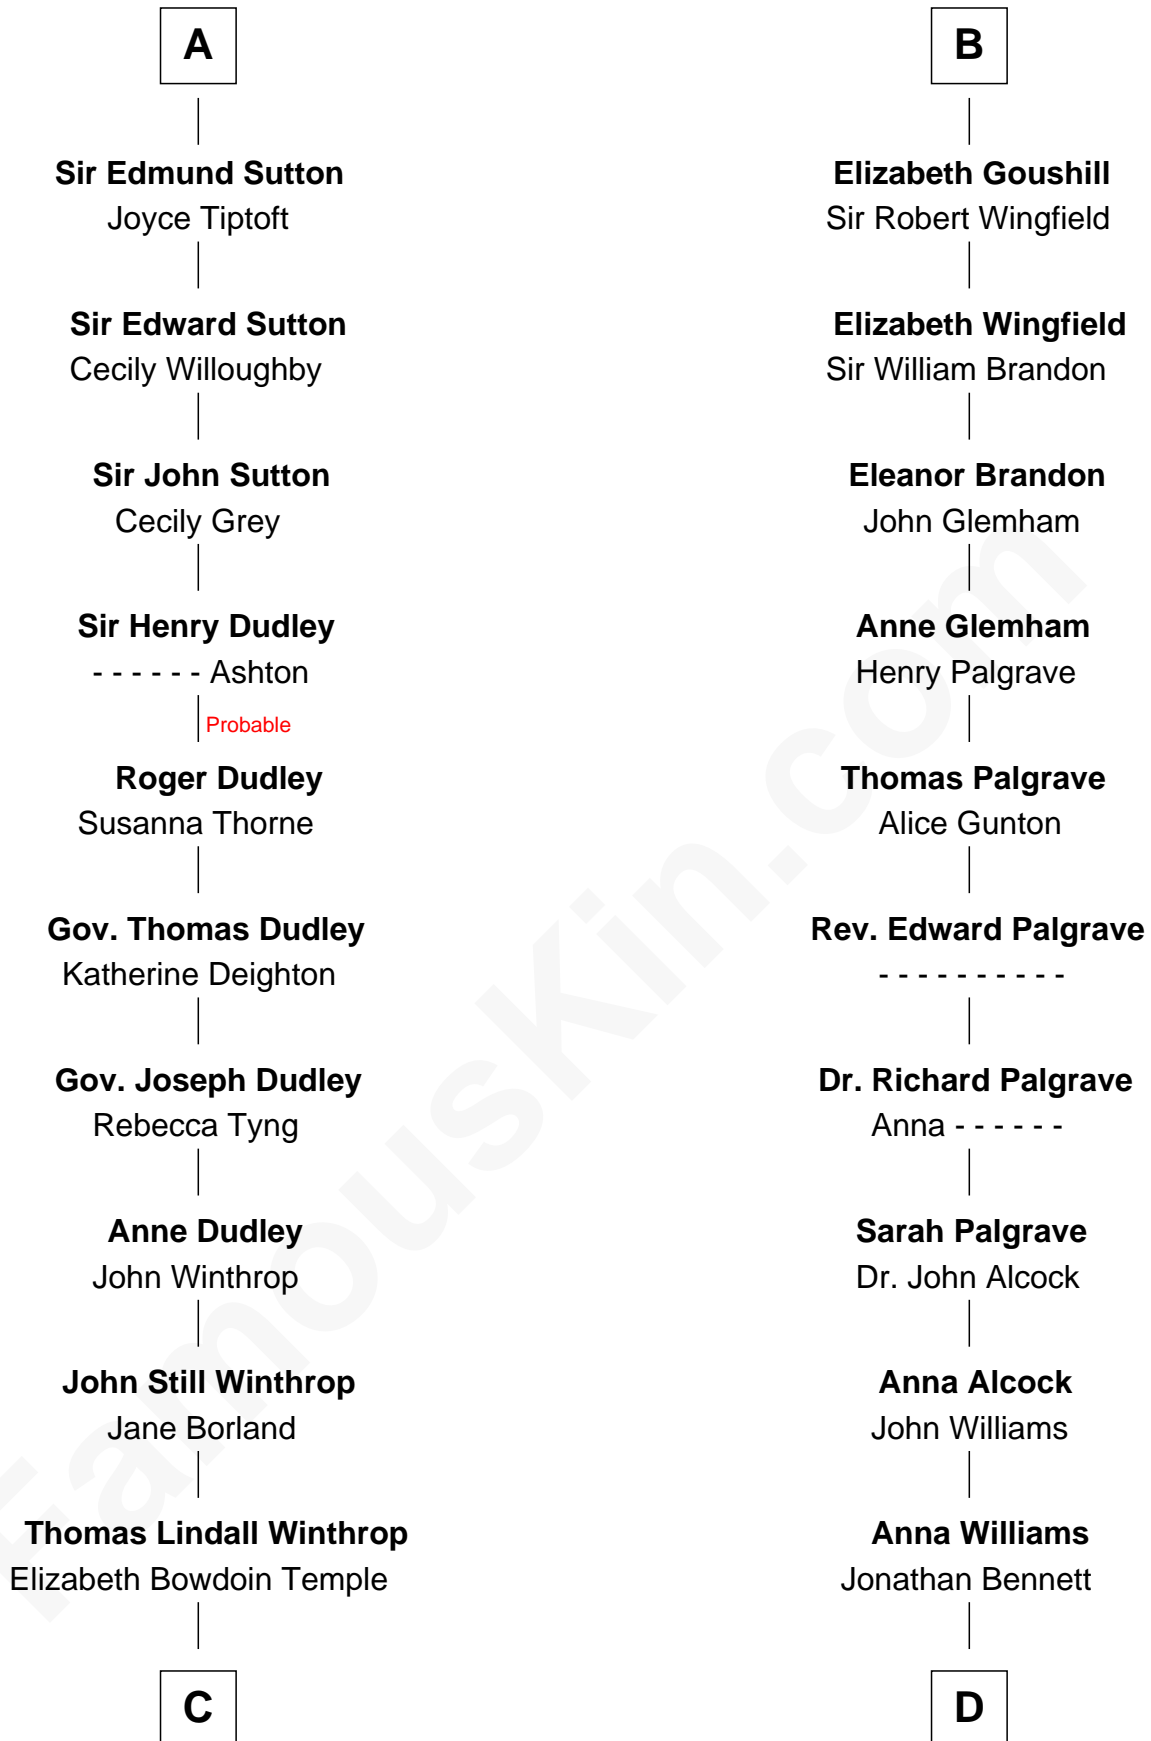 A
Sir Edmund Sutton
Joyce Tiptoft
Sir Edward Sutton
Cecily Willoughby
Sir John Sutton
Cecily Grey
Sir Henry Dudley
- - - - - - Ashton
Probable
Roger Dudley
Susanna Thorne
Gov. Thomas Dudley
Katherine Deighton
Gov. Joseph Dudley
Rebecca Tyng
Anne Dudley
John Winthrop
John Still Winthrop
Jane Borland
Thomas Lindall Winthrop
Elizabeth Bowdoin Temple
C
B
Elizabeth Goushill
Sir Robert Wingfield
Elizabeth Wingfield
Sir William Brandon
Eleanor Brandon
John Glemham
Anne Glemham
Henry Palgrave
Thomas Palgrave
Alice Gunton
Rev. Edward Palgrave
- - - - - - - - - -
Dr. Richard Palgrave
Anna - - - - - -
Sarah Palgrave
Dr. John Alcock
Anna Alcock
John Williams
Anna Williams
Jonathan Bennett
D
FamousKin.com